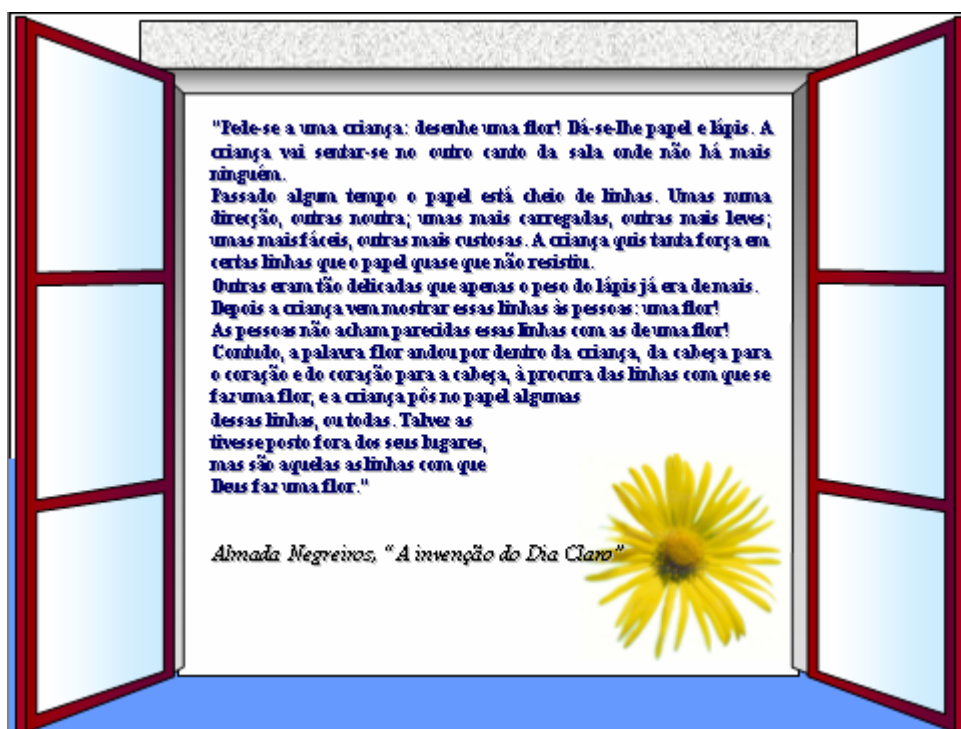 "Pede-se a uma criança: desenhe uma flor! Dá-se-lhe papel e lápis. A
criança vai sentar-se no outro canto da sala onde não há mais
ninguém.
Passado algum tempo o papel está cheio de linhas. Umas numa
direcção, outras noutra; umas mais carregadas, outras mais leves;
umas mais fáceis, outras mais custosas. A criança quis tanta força em
certas linhas que o papel quase que não resistiu.
Outras eram tão delicadas que apenas o peso do lápis já era demais.
Depois a criança vem mostrar essas linhas às pessoas: uma flor!
As pessoas não acham parecidas essas linhas com as de uma flor!
Contudo, a palavra flor andou por dentro da criança, da cabeça para
o coração e do coração para a cabeça, à procura das linhas com que se
faz uma flor, e a criança pôs no papel algumas
dessas linhas, ou todas. Talvez as
tivesse posto fora dos seus lugares,
mas são aquelas as linhas com que
Deus faz uma flor."
Almada Negreiros, "A invenção do Dia Claro"